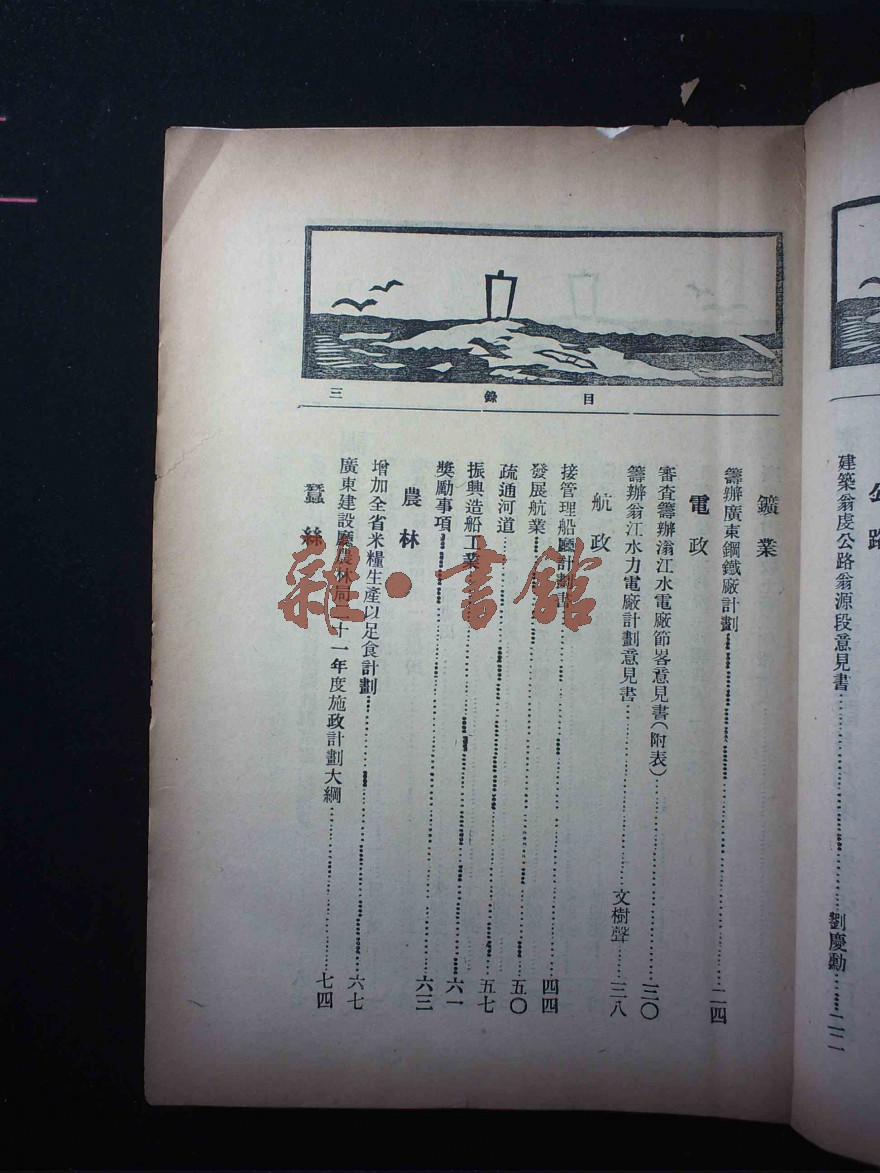 公路
建築翁虔公路翁源段意見書 劉慶勳 二二
目錄 三
鑛業
籌辦廣東鋼鐵廠計劃 二四
電政
審查籌辦滃江水電廠節畧意見書(附表) 三〇
籌辦翁江水力電廠計劃意見書 文樹聲 三八
航政
接管理船廳計劃書 四四
發展航業 五〇
疏通河道 五七
振興造船工業 六一
獎勵事項 六三
農林
增加全省米糧生產以足食計劃 六七
廣東建設廳農林局二十一年度施政計劃大綱 七四
蠶絲
雜·書館